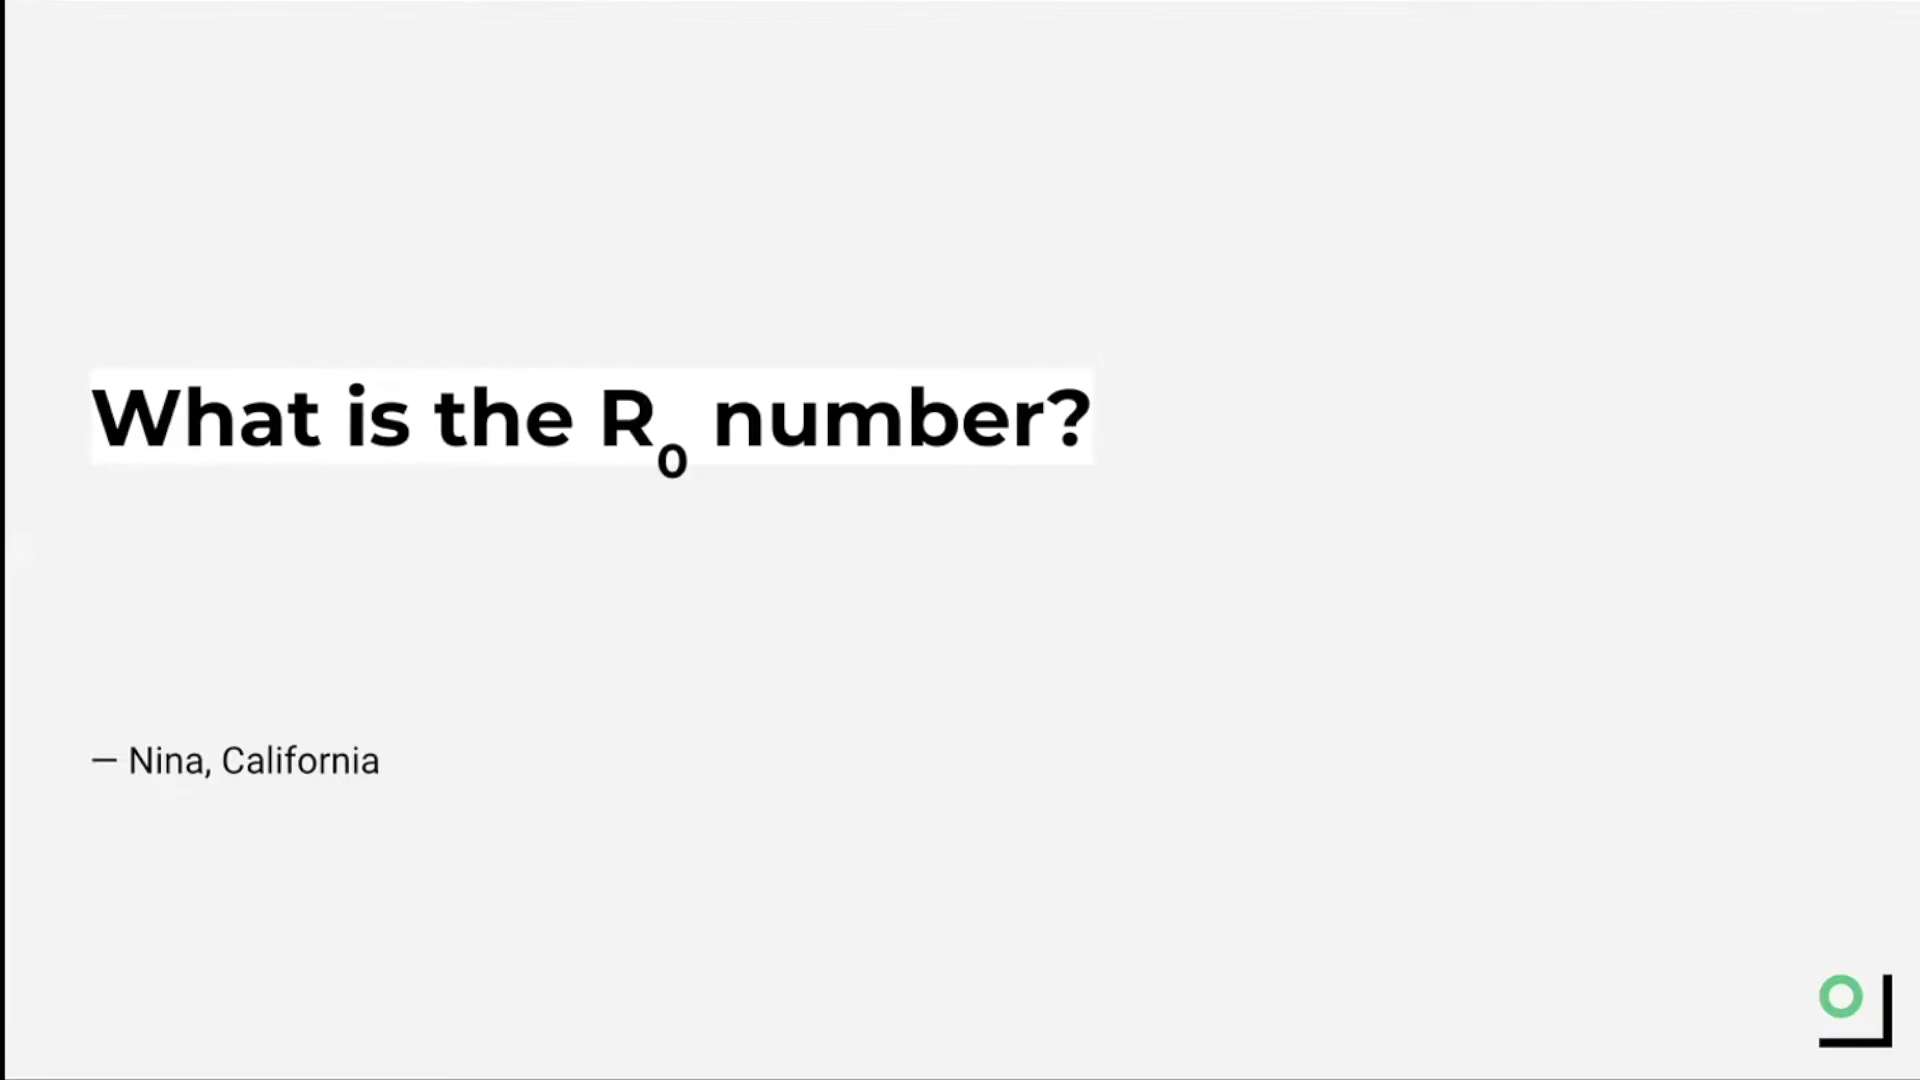 What is the R₀ number?
— Nina, California